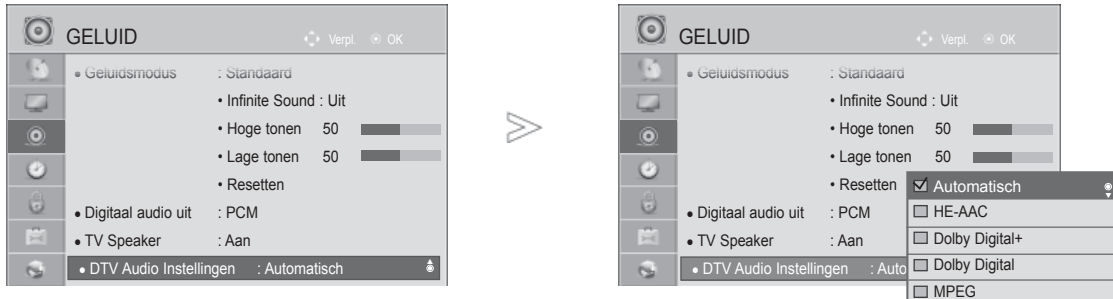 GELUID Verpl. OK
Geluidsmodus : Standaard
• Infinite Sound : Uit
• Hoge tonen 50
• Lage tonen 50
• Resetten
• Digitaal audio uit : PCM
• TV Speaker : Aan
• DTV Audio Instellingen : Automatisch
GELUID Verpl. OK
Geluidsmodus : Standaard
• Infinite Sound : Uit
• Hoge tonen 50
• Lage tonen 50
• Resetten
• Digitaal audio uit : PCM
• TV Speaker : Aan
• DTV Audio Instellingen : Auto
Automatisch
HE-AAC
Dolby Digital+
Dolby Digital
MPEG